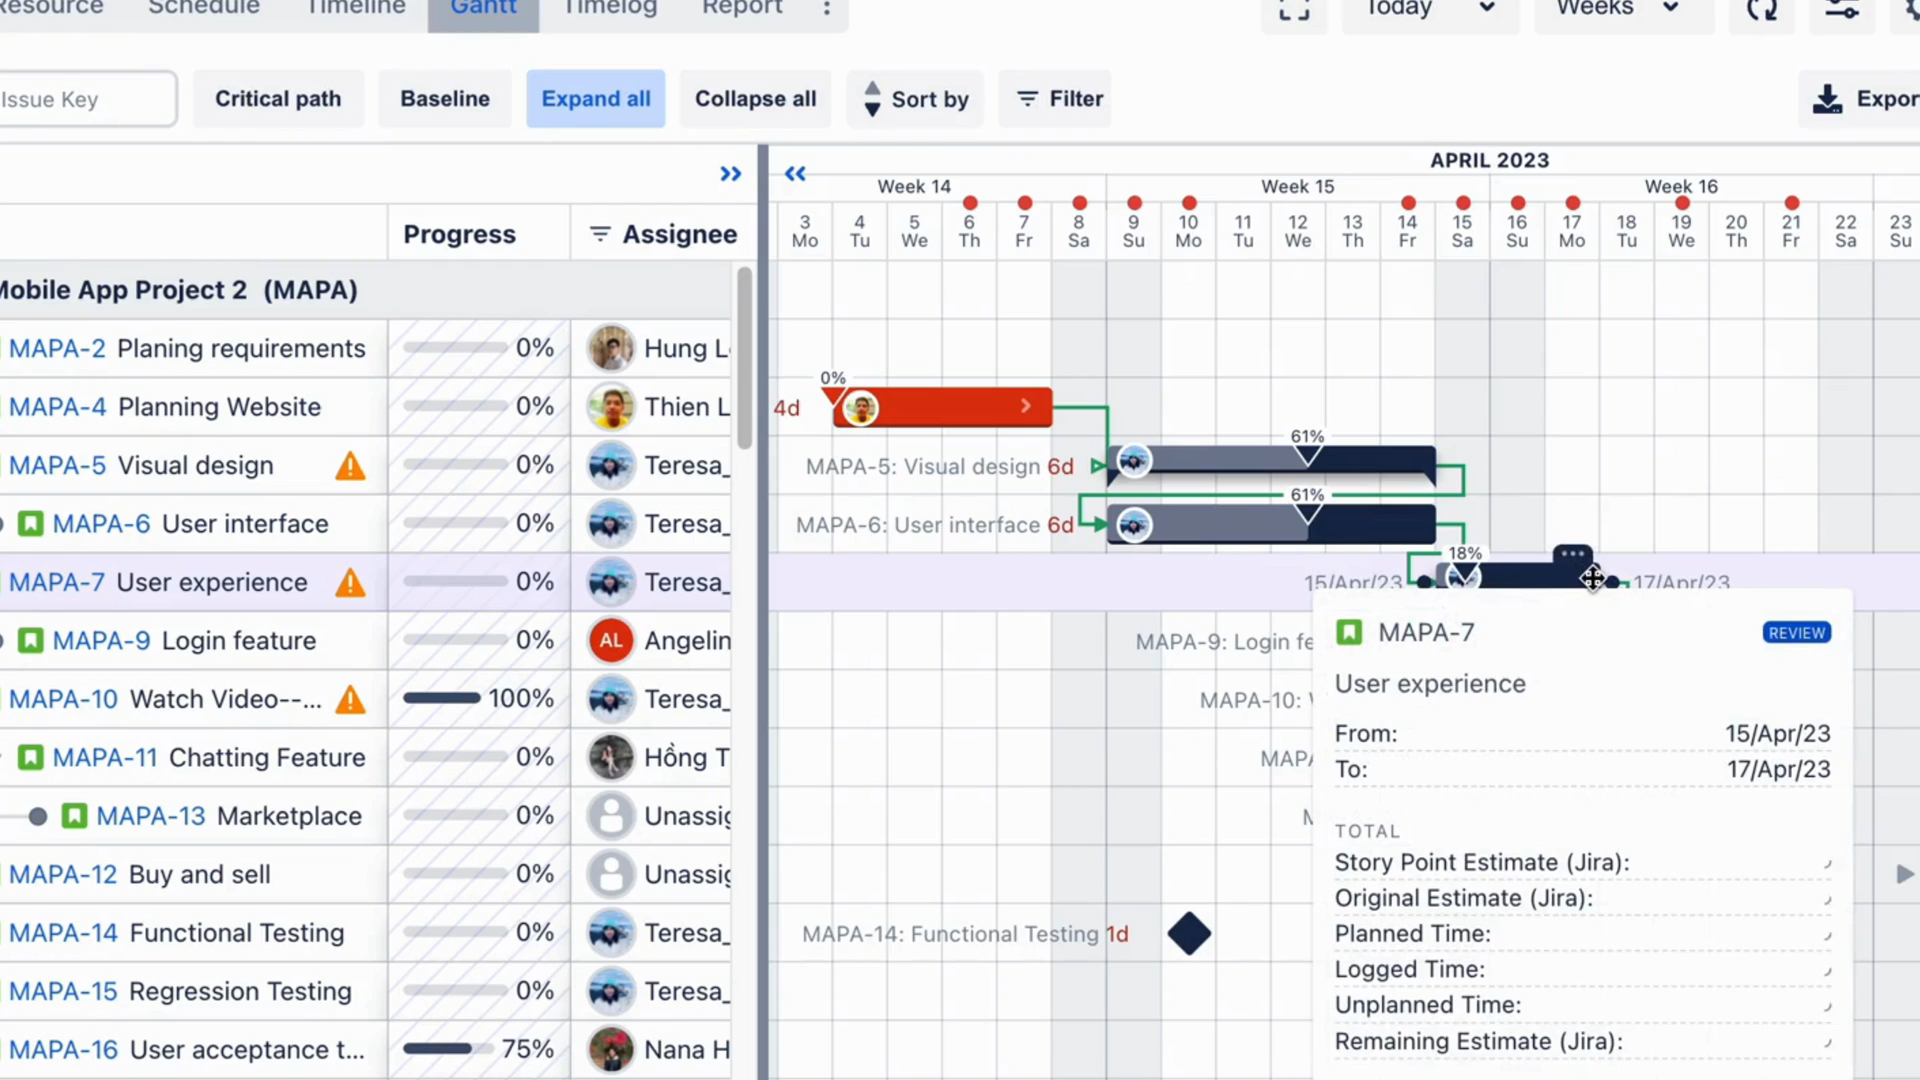 Resource Schedule Timeline Gantt Timelog Report
Today Weeks
Issue Key Critical path Baseline Expand all Collapse all Sort by Filter Expor
APRIL 2023
Week 14 Week 15 Week 16
3 4 5 6 7 8 9 10 11 12 13 14 15 16 17 18 19 20 21 22 23
Mo Tu We Th Fr Sa Su Mo Tu We Th Fr Sa Su Mo Tu We Th Fr Sa Su
Progress Assignee
Mobile App Project 2 (MAPA)
MAPA-2 Planing requirements 0% Hung L
0%
MAPA-4 Planning Website 0% Thien L 4d
61%
MAPA-5 Visual design 0% Teresa_ MAPA-5: Visual design 6d
61%
MAPA-6 User interface 0% Teresa_ MAPA-6: User interface 6d
18%
MAPA-7 User experience 0% Teresa_ 15/Apr/23 17/Apr/23
MAPA-9 Login feature 0% AL Angelin MAPA-9: Login fe
MAPA-10 Watch Video--... 100% Teresa_ MAPA-10:
MAPA-11 Chatting Feature 0% Hồng T MAPA
MAPA-13 Marketplace 0% Unassig
MAPA-12 Buy and sell 0% Unassig
MAPA-14 Functional Testing 0% Teresa_ MAPA-14: Functional Testing 1d
MAPA-15 Regression Testing 0% Teresa_
MAPA-16 User acceptance t... 75% Nana H
MAPA-7 REVIEW
User experience
From: 15/Apr/23
To: 17/Apr/23
TOTAL
Story Point Estimate (Jira):
Original Estimate (Jira):
Planned Time:
Logged Time:
Unplanned Time:
Remaining Estimate (Jira):